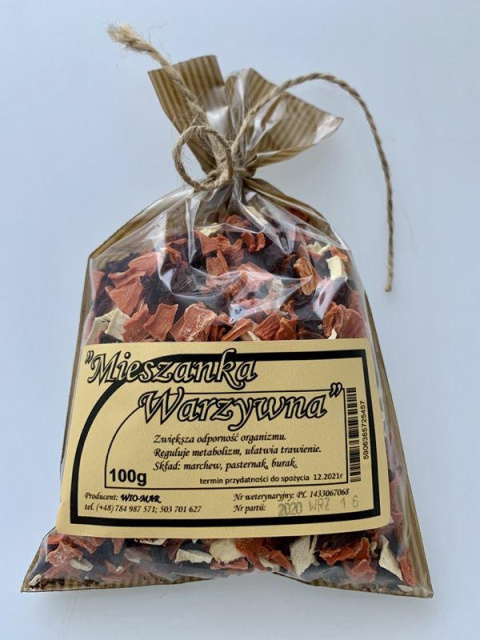 "Mieszanka
Warzywna"
Zwiększa odporność organizmu.
Reguluje metabolizm, ułatwia trawienie.
Skład: marchew, pasternak, burak.
100g
termin przydatności do spożycia 12.2021r
Producent: WIO-MAR
Nr weterynaryjny: PL 1433067068
tel. (+48) 784 987 571; 503 701 627
Nr partii: 2020 WRZ 16
5908365725457